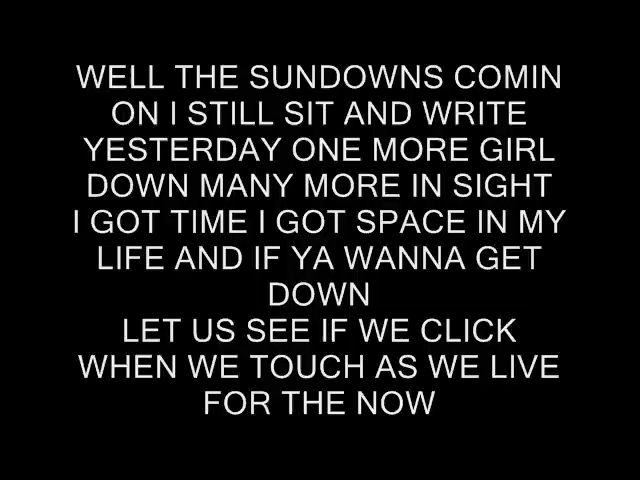 WELL THE SUNDOWNS COMIN
ON I STILL SIT AND WRITE
YESTERDAY ONE MORE GIRL
DOWN MANY MORE IN SIGHT
I GOT TIME I GOT SPACE IN MY
LIFE AND IF YA WANNA GET
DOWN
LET US SEE IF WE CLICK
WHEN WE TOUCH AS WE LIVE
FOR THE NOW